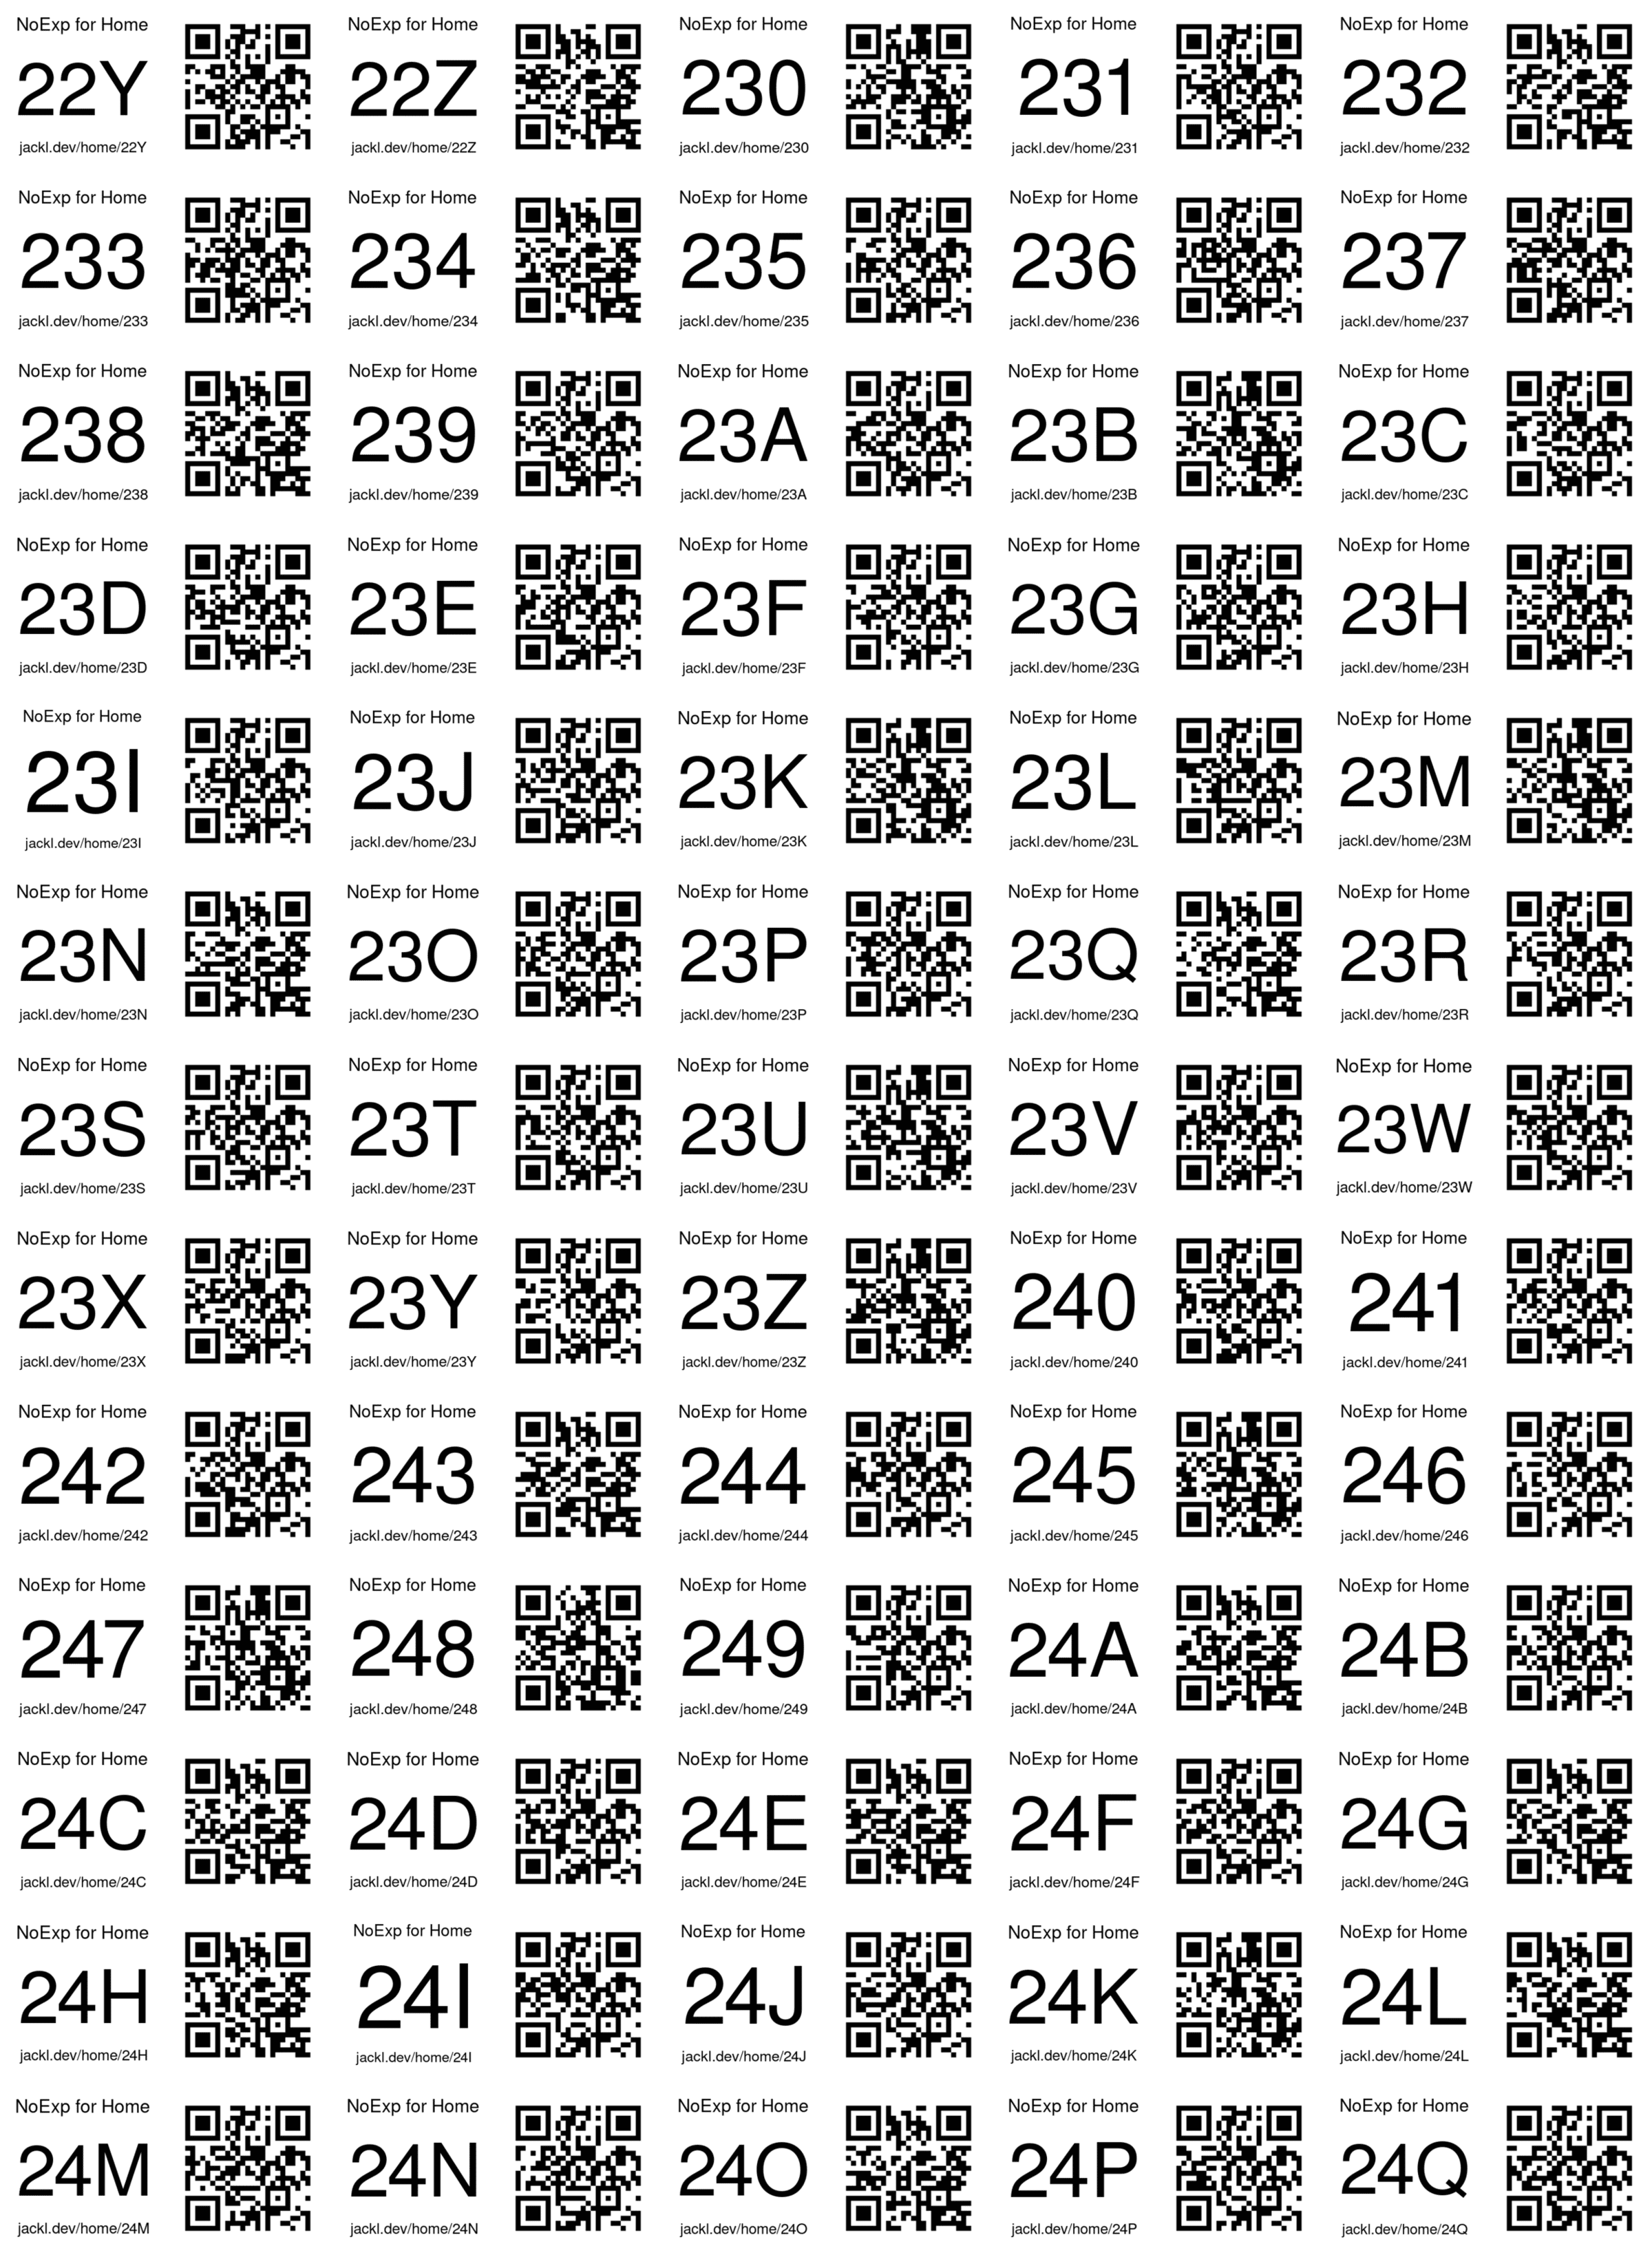 NoExp for Home NoExp for Home NoExp for Home NoExp for Home NoExp for Home
22Y 22Z 230 231 232
jackl.dev/home/22Y jackl.dev/home/22Z jackl.dev/home/230 jackl.dev/home/231 jackl.dev/home/232
NoExp for Home NoExp for Home NoExp for Home NoExp for Home NoExp for Home
233 234 235 236 237
jackl.dev/home/233 jackl.dev/home/234 jackl.dev/home/235 jackl.dev/home/236 jackl.dev/home/237
NoExp for Home NoExp for Home NoExp for Home NoExp for Home NoExp for Home
238 239 23A 23B 23C
jackl.dev/home/238 jackl.dev/home/239 jackl.dev/home/23A jackl.dev/home/23B jackl.dev/home/23C
NoExp for Home NoExp for Home NoExp for Home NoExp for Home NoExp for Home
23D 23E 23F 23G 23H
jackl.dev/home/23D jackl.dev/home/23E jackl.dev/home/23F jackl.dev/home/23G jackl.dev/home/23H
NoExp for Home NoExp for Home NoExp for Home NoExp for Home NoExp for Home
23I 23J 23K 23L 23M
jackl.dev/home/23I jackl.dev/home/23J jackl.dev/home/23K jackl.dev/home/23L jackl.dev/home/23M
NoExp for Home NoExp for Home NoExp for Home NoExp for Home NoExp for Home
23N 23O 23P 23Q 23R
jackl.dev/home/23N jackl.dev/home/23O jackl.dev/home/23P jackl.dev/home/23Q jackl.dev/home/23R
NoExp for Home NoExp for Home NoExp for Home NoExp for Home NoExp for Home
23S 23T 23U 23V 23W
jackl.dev/home/23S jackl.dev/home/23T jackl.dev/home/23U jackl.dev/home/23V jackl.dev/home/23W
NoExp for Home NoExp for Home NoExp for Home NoExp for Home NoExp for Home
23X 23Y 23Z 240 241
jackl.dev/home/23X jackl.dev/home/23Y jackl.dev/home/23Z jackl.dev/home/240 jackl.dev/home/241
NoExp for Home NoExp for Home NoExp for Home NoExp for Home NoExp for Home
242 243 244 245 246
jackl.dev/home/242 jackl.dev/home/243 jackl.dev/home/244 jackl.dev/home/245 jackl.dev/home/246
NoExp for Home NoExp for Home NoExp for Home NoExp for Home NoExp for Home
247 248 249 24A 24B
jackl.dev/home/247 jackl.dev/home/248 jackl.dev/home/249 jackl.dev/home/24A jackl.dev/home/24B
NoExp for Home NoExp for Home NoExp for Home NoExp for Home NoExp for Home
24C 24D 24E 24F 24G
jackl.dev/home/24C jackl.dev/home/24D jackl.dev/home/24E jackl.dev/home/24F jackl.dev/home/24G
NoExp for Home NoExp for Home NoExp for Home NoExp for Home NoExp for Home
24H 24I 24J 24K 24L
jackl.dev/home/24H jackl.dev/home/24I jackl.dev/home/24J jackl.dev/home/24K jackl.dev/home/24L
NoExp for Home NoExp for Home NoExp for Home NoExp for Home NoExp for Home
24M 24N 24O 24P 24Q
jackl.dev/home/24M jackl.dev/home/24N jackl.dev/home/24O jackl.dev/home/24P jackl.dev/home/24Q